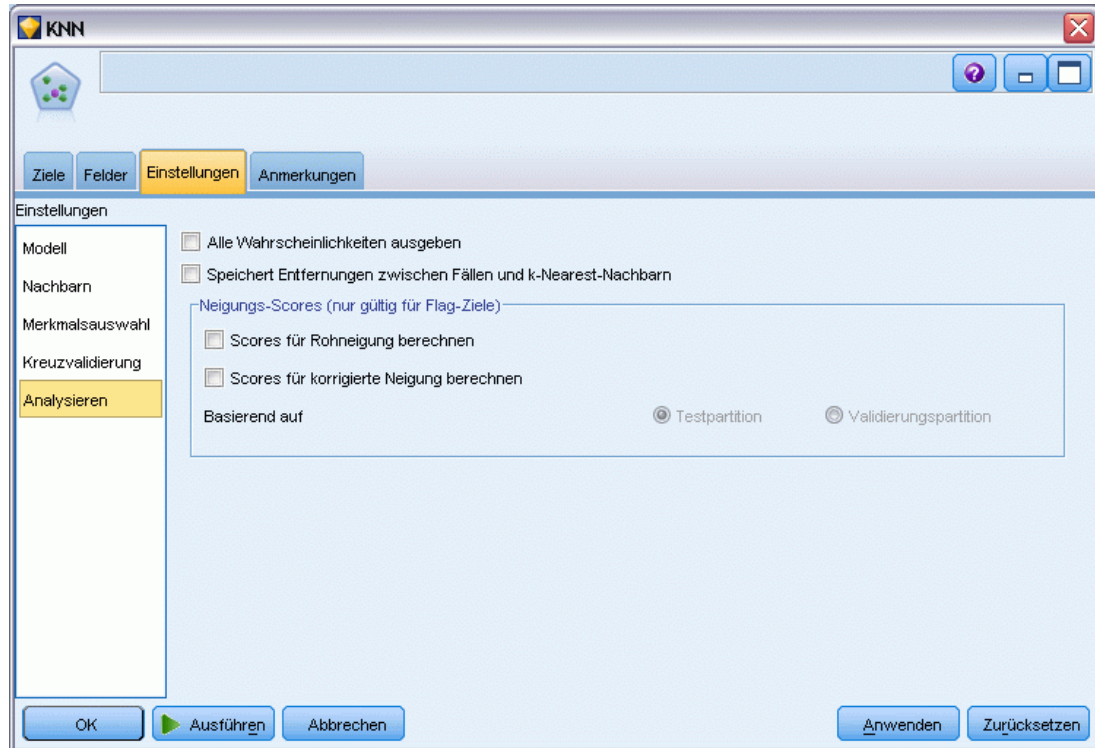 KNN
Ziele Felder Einstellungen Anmerkungen
Einstellungen
Modell
Nachbarn
Merkmalsauswahl
Kreuzvalidierung
Analysieren
Alle Wahrscheinlichkeiten ausgeben
Speichert Entfernungen zwischen Fällen und k-Nearest-Nachbarn
Neigungs-Scores (nur gültig für Flag-Ziele)
Scores für Rohneigung berechnen
Scores für korrigierte Neigung berechnen
Basierend auf Testpartition Validierungspartition
OK Ausführen Abbrechen Anwenden Zurücksetzen